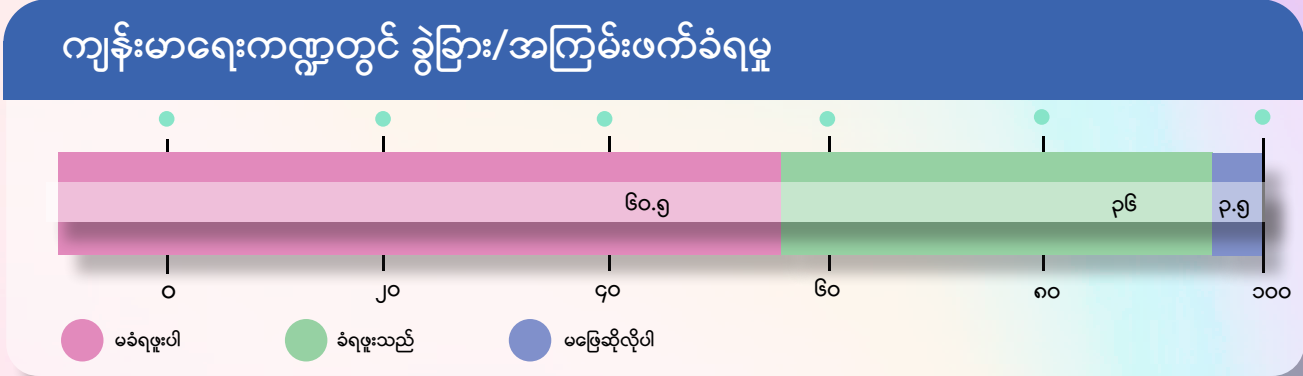 ကျန်းမာရေးကဏ္ဍတွင် ခွဲခြား/အကြမ်းဖက်ခံရမှု
၆၀.၅ ၃၆ ၃.၅
၀ ၂၀ ၄၀ ၆၀ ၈၀ ၁၀၀
မခံရဖူးပါ ခံရဖူးသည် မဖြေဆိုလိုပါ